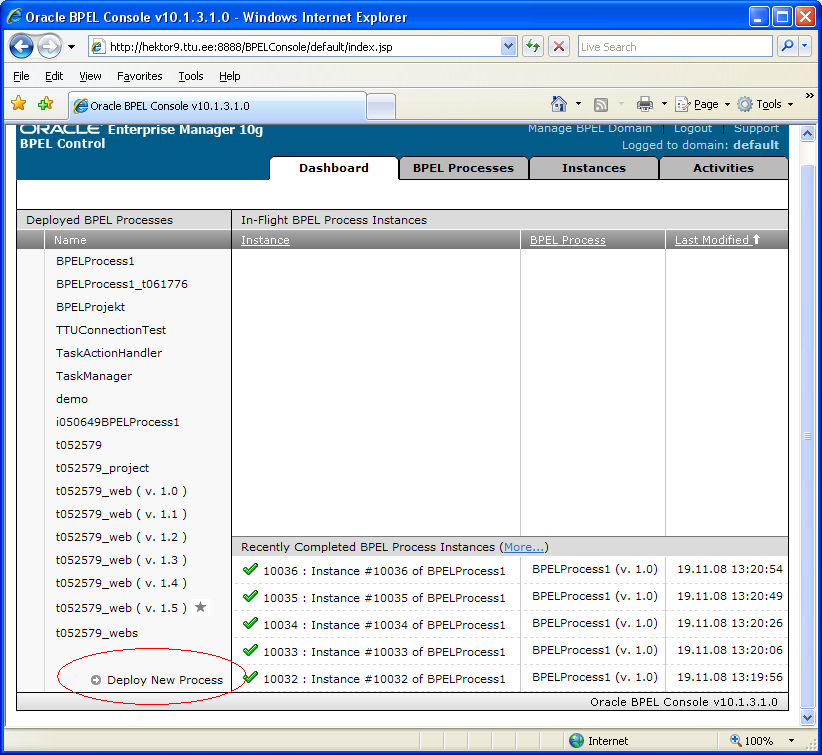 Oracle BPEL Console v10.1.3.1.0 - Windows Internet Explorer
http://hektor9.ttu.ee:8888/BPELConsole/default/index.jsp
Live Search
File Edit View Favorites Tools Help
»
Oracle BPEL Console v10.1.3.1.0
Page Tools
ORACLE Enterprise Manager 10g
BPEL Control
Manage BPEL Domain | Logout | Support
Logged to domain: default
Dashboard BPEL Processes Instances Activities
Deployed BPEL Processes
Name
BPELProcess1
BPELProcess1_t061776
BPELProjekt
TTUConnectionTest
TaskActionHandler
TaskManager
demo
i050649BPELProcess1
t052579
t052579_project
t052579_web ( v. 1.0 )
t052579_web ( v. 1.1 )
t052579_web ( v. 1.2 )
t052579_web ( v. 1.3 )
t052579_web ( v. 1.4 )
t052579_web ( v. 1.5 )
t052579_webs
Deploy New Process
In-Flight BPEL Process Instances
Instance BPEL Process Last Modified
Recently Completed BPEL Process Instances (More...)
10036 : Instance #10036 of BPELProcess1 BPELProcess1 (v. 1.0) 19.11.08 13:20:54
10035 : Instance #10035 of BPELProcess1 BPELProcess1 (v. 1.0) 19.11.08 13:20:49
10034 : Instance #10034 of BPELProcess1 BPELProcess1 (v. 1.0) 19.11.08 13:20:26
10033 : Instance #10033 of BPELProcess1 BPELProcess1 (v. 1.0) 19.11.08 13:20:06
10032 : Instance #10032 of BPELProcess1 BPELProcess1 (v. 1.0) 19.11.08 13:19:56
Oracle BPEL Console v10.1.3.1.0
Internet 100%